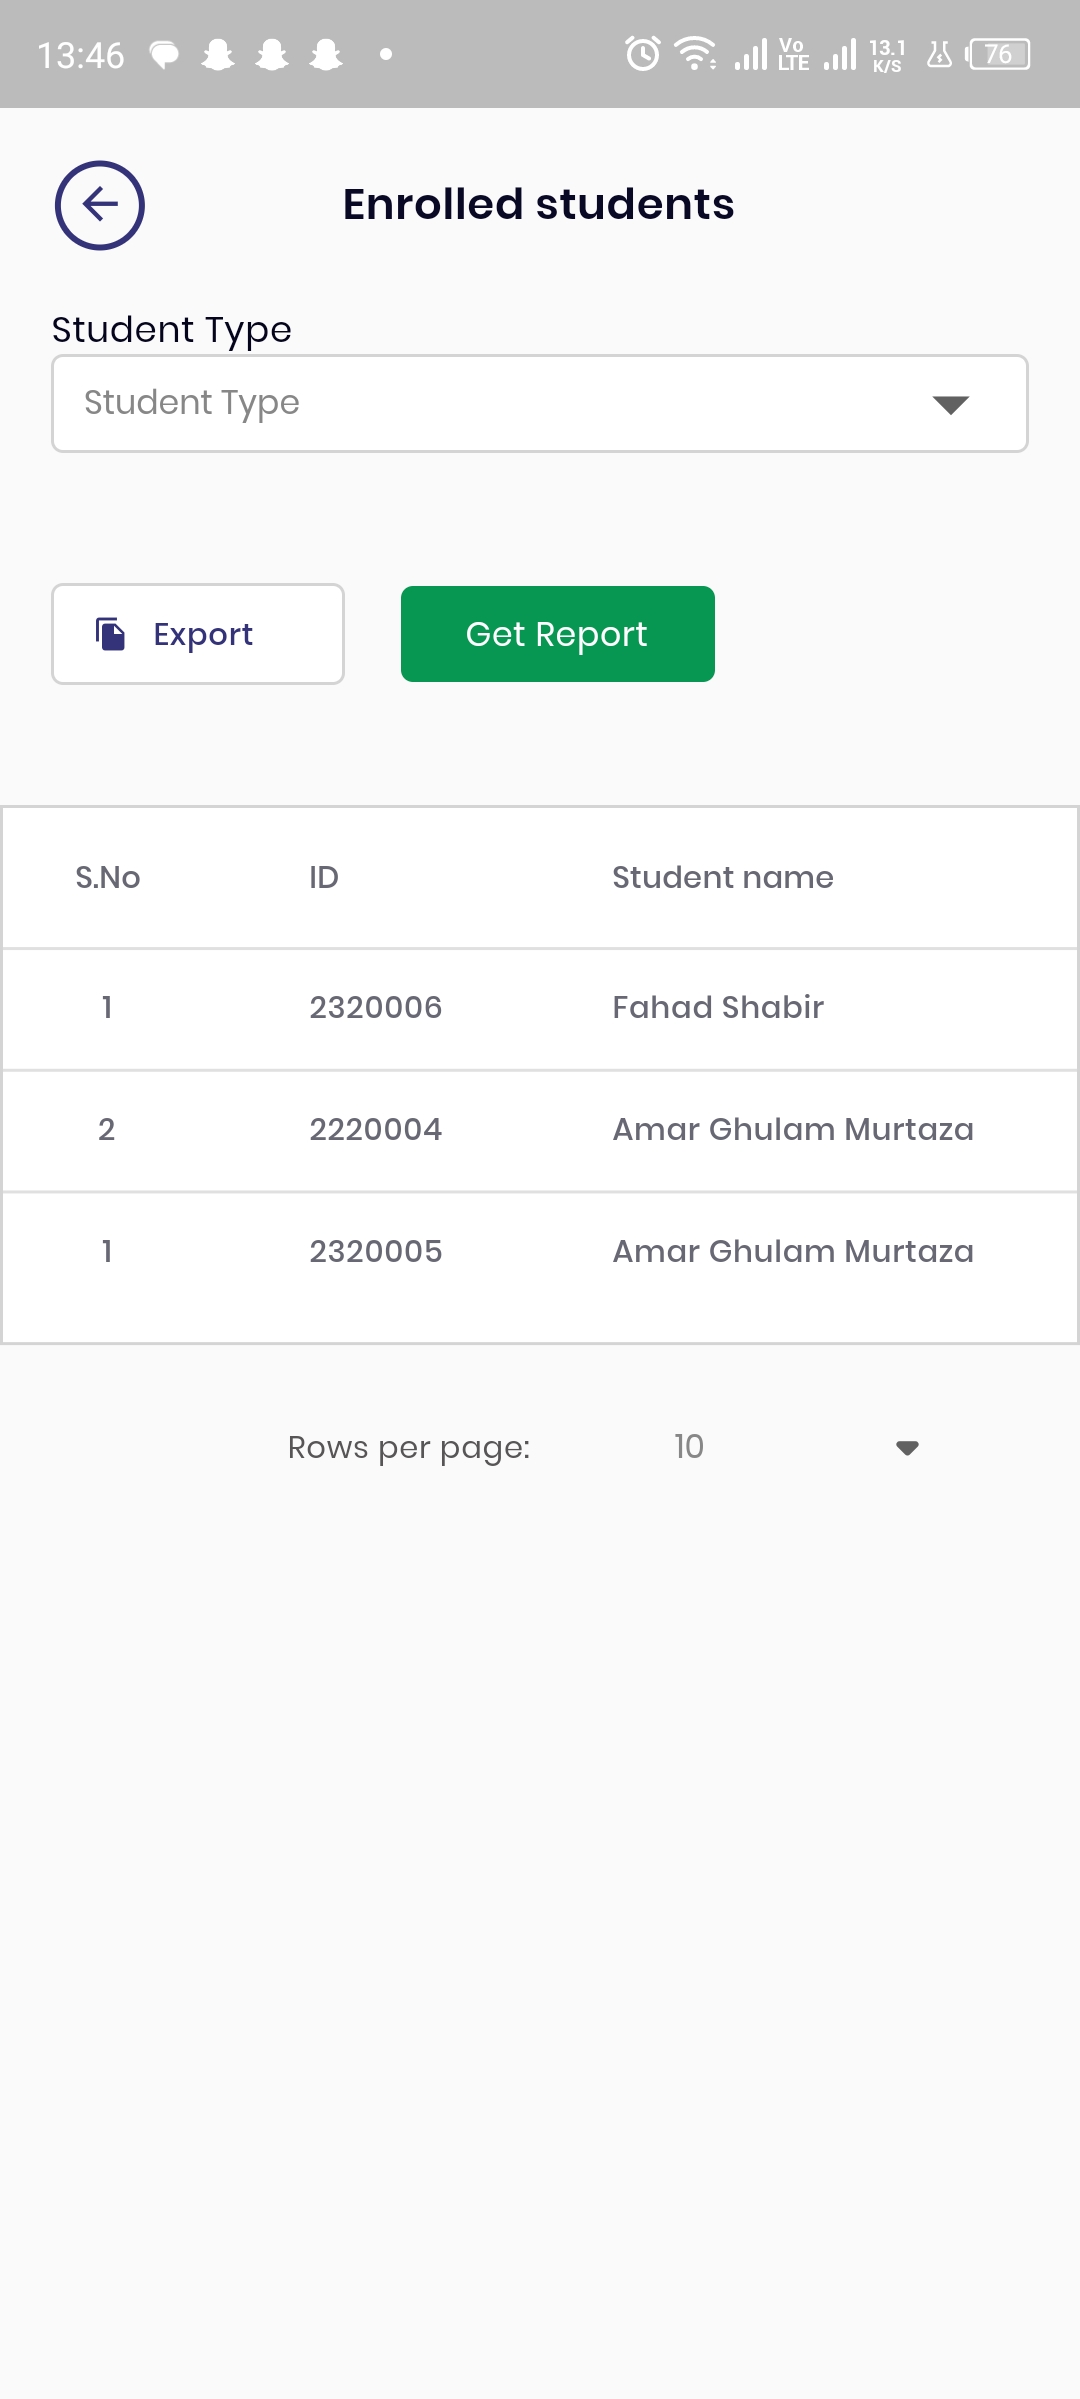 13:46 Vo LTE 13.1 K/S 76
Enrolled students
Student Type
Student Type
Export Get Report
S.No ID Student name
1 2320006 Fahad Shabir
2 2220004 Amar Ghulam Murtaza
1 2320005 Amar Ghulam Murtaza
Rows per page: 10